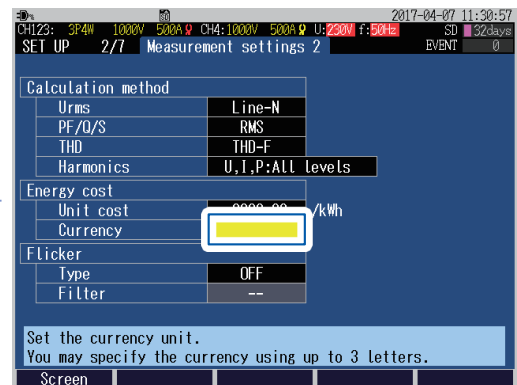 2017-04-07 11:30:57
CH123: 3P4W 1000V 500A CH4:1000V 500A U:230V f:50Hz SD 32days
SET UP 2/7 Measurement settings 2 EVENT 0
Calculation method
Urms Line-N
PF/Q/S RMS
THD THD-F
Harmonics U,I,P:All levels
Energy cost
Unit cost /kWh
Currency
Flicker
Type OFF
Filter --
Set the currency unit.
You may specify the currency using up to 3 letters.
Screen